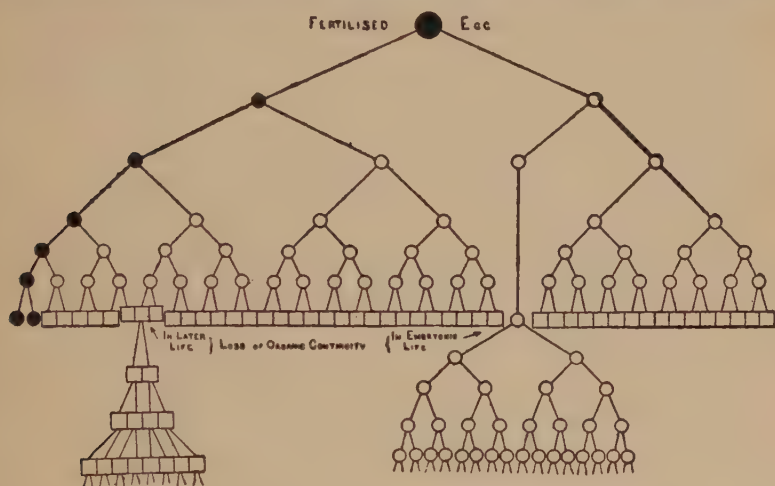 FERTILISED EGG
IN LATER LIFE } LOSS OF ORGANIC CONTINUITY { IN EMBRYONIC LIFE